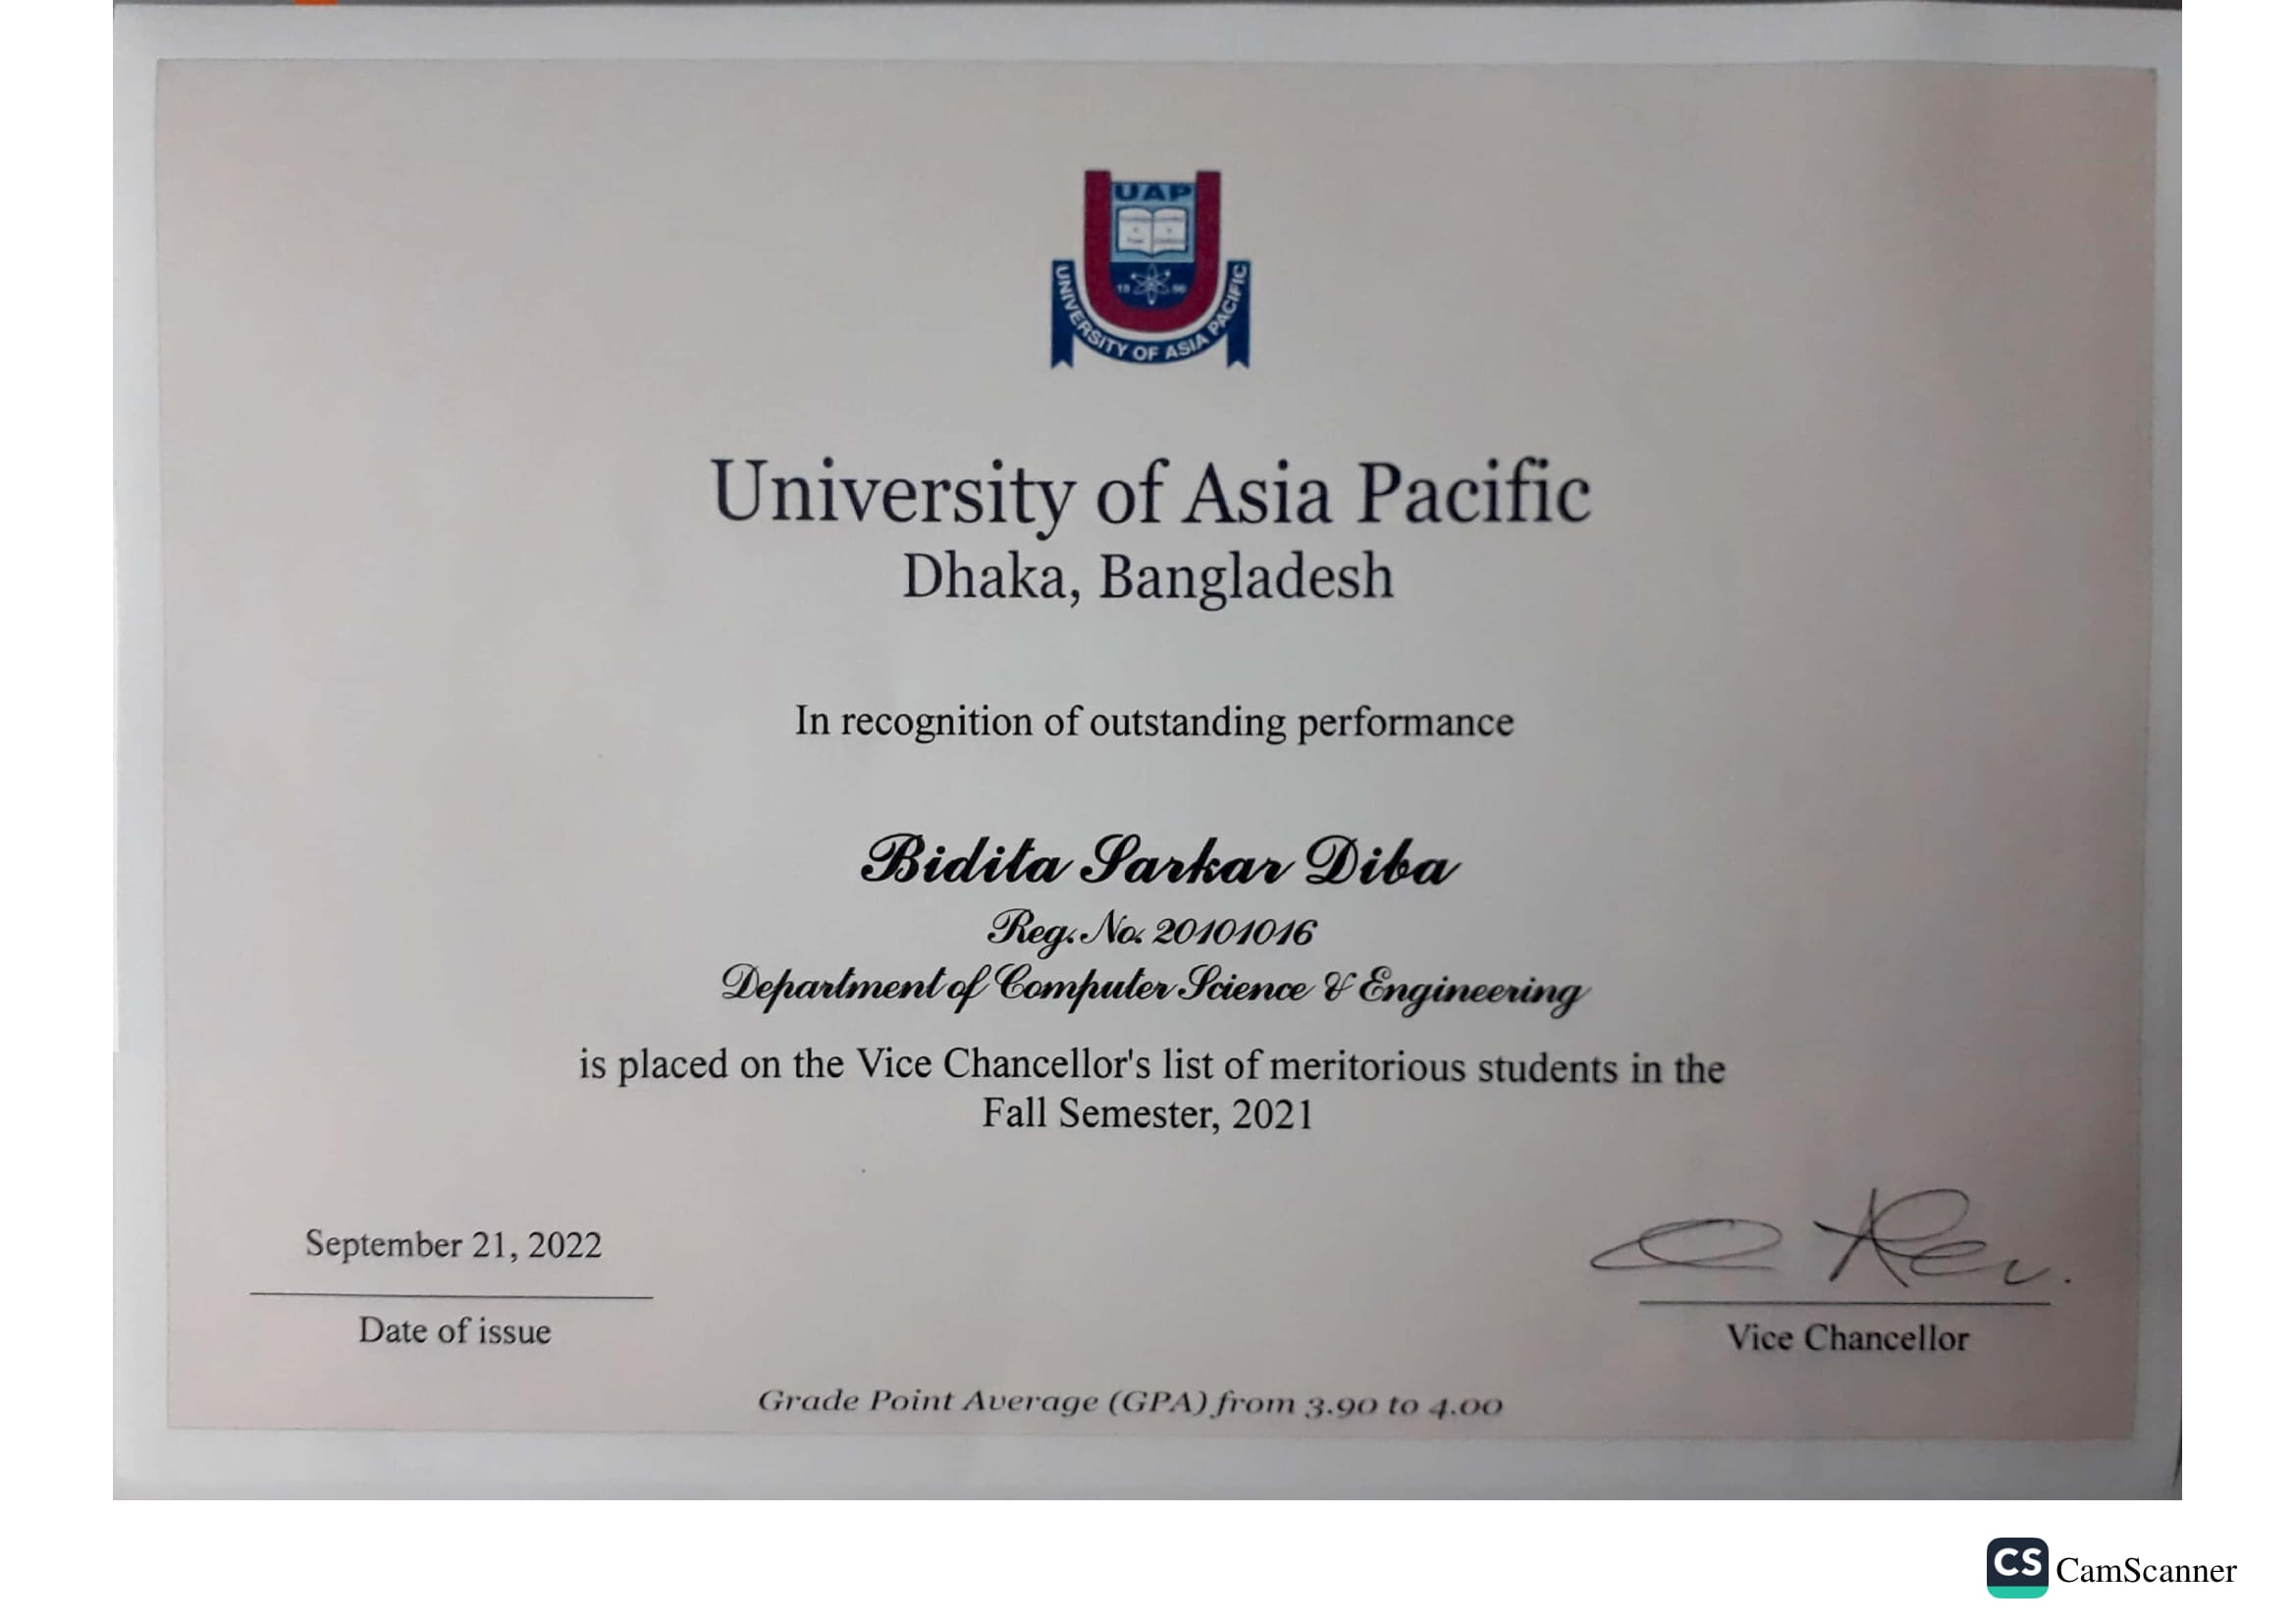 UAP
19 96
UNIVERSITY OF ASIA PACIFIC
University of Asia Pacific
Dhaka, Bangladesh
In recognition of outstanding performance
Bidita Sarkar Diba
Reg. No. 20101016
Department of Computer Science & Engineering
is placed on the Vice Chancellor's list of meritorious students in the
Fall Semester, 2021
September 21, 2022
Date of issue
Vice Chancellor
Grade Point Average (GPA) from 3.90 to 4.00
CS CamScanner